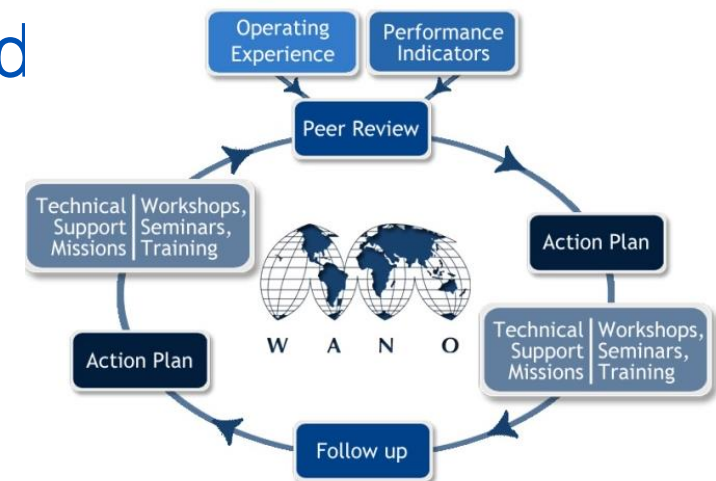 d
Operating
Experience
Performance
Indicators
Peer Review
Technical
Support
Missions
Workshops,
Seminars,
Training
Action Plan
W A N O
Technical
Support
Missions
Workshops,
Seminars,
Training
Action Plan
Follow up